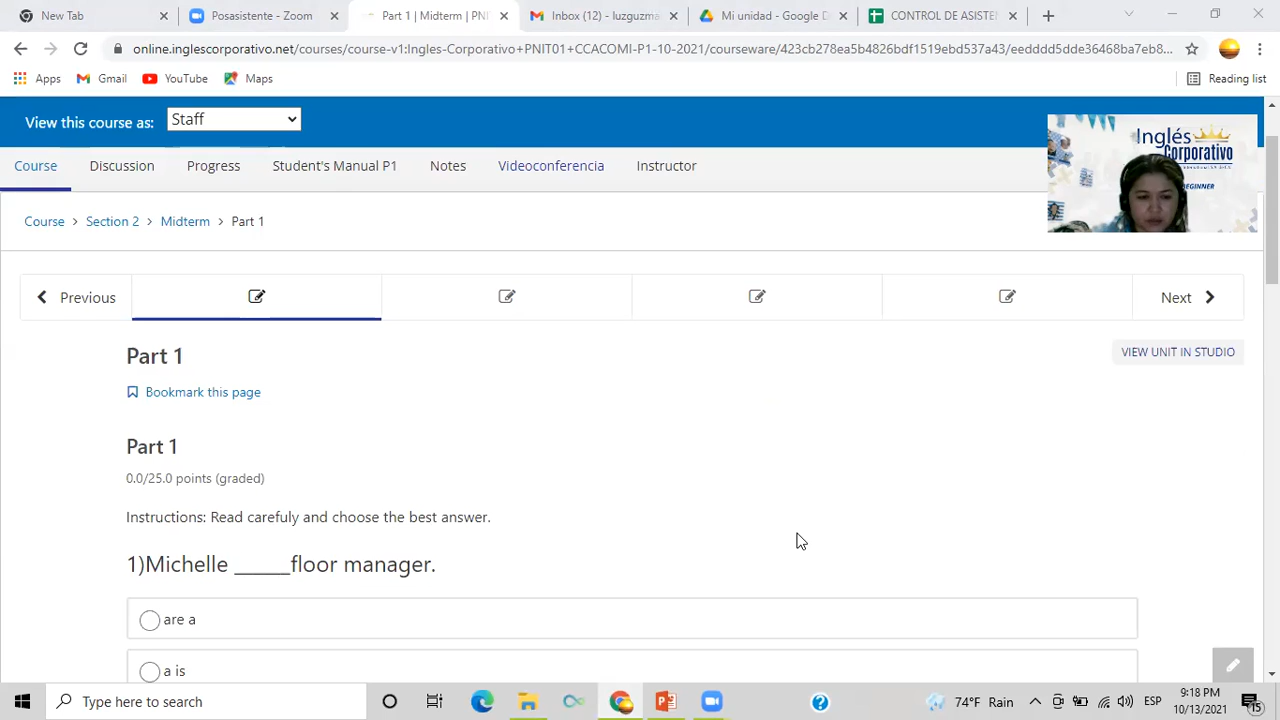 New Tab
Posasistente - Zoom
Part 1 | Midterm | PNIT
Inbox (12) - luzguzma
Mi unidad - Google D
CONTROL DE ASISTEN
online.inglescorporativo.net/courses/course-v1:Ingles-Corporativo+PNIT01+CCACOMI-P1-10-2021/courseware/423cb278ea5b4826bdf1519ebd537a43/eedddd5dde36468ba7eb8...
Apps
Gmail
YouTube
Maps
Reading list
View this course as:
Staff
Course
Discussion
Progress
Student's Manual P1
Notes
Videoconferencia
Instructor
Inglés
Corporativo
BEGINNER
Course > Section 2 > Midterm > Part 1
Previous
Next
Part 1
VIEW UNIT IN STUDIO
Bookmark this page
Part 1
0.0/25.0 points (graded)
Instructions: Read carefuly and choose the best answer.
1)Michelle ______floor manager.
are a
a is
Type here to search
74°F Rain
ESP
9:18 PM
10/13/2021
15